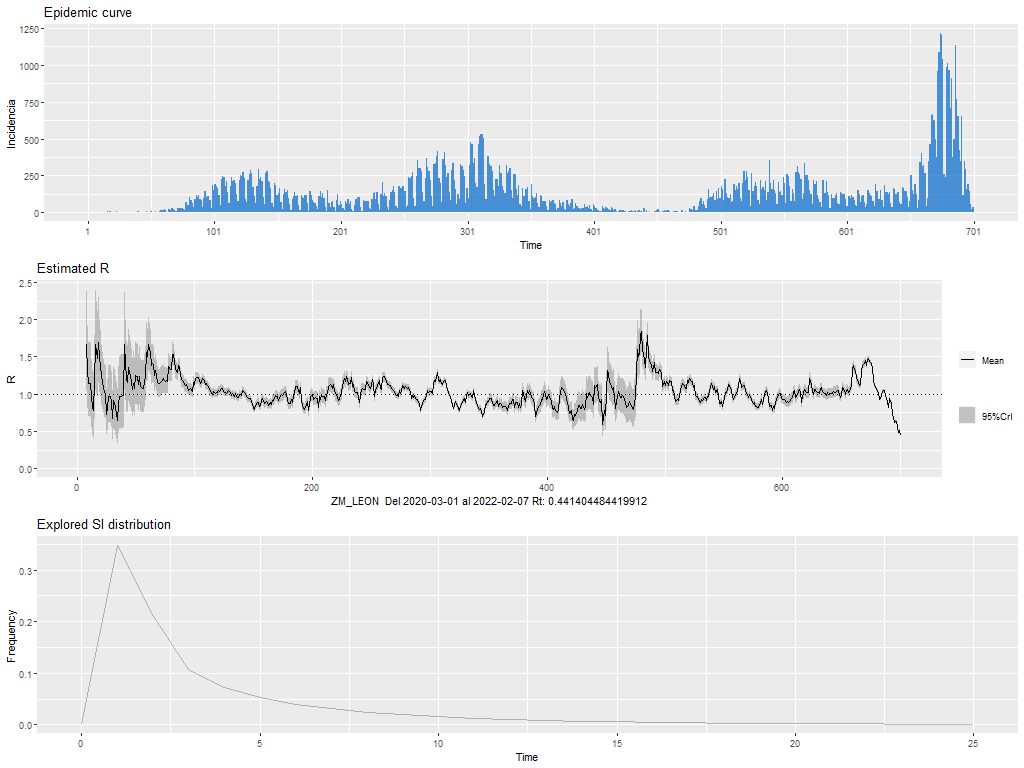 Epidemic curve
1250
1000
750
500
250
0
Incidencia
1 101 201 301 401 501 601 701
Time
Estimated R
2.5
2.0
1.5
1.0
0.5
0.0
R
Mean
95%CrI
0 200 400 600
ZM_LEON Del 2020-03-01 al 2022-02-07 Rt: 0.441404484419912
Explored SI distribution
0.3
0.2
0.1
0.0
Frequency
0 5 10 15 20 25
Time